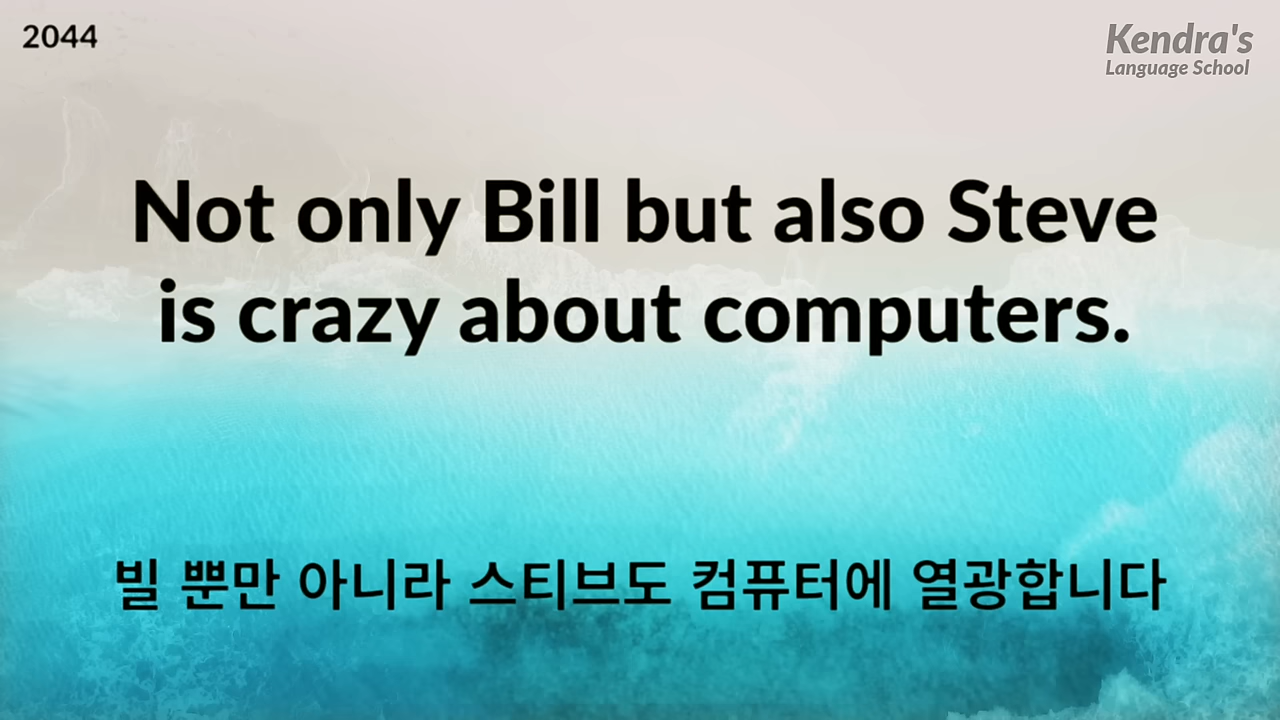 2044
Kendra's
Language School
Not only Bill but also Steve
is crazy about computers.
빌 뿐만 아니라 스티브도 컴퓨터에 열광합니다